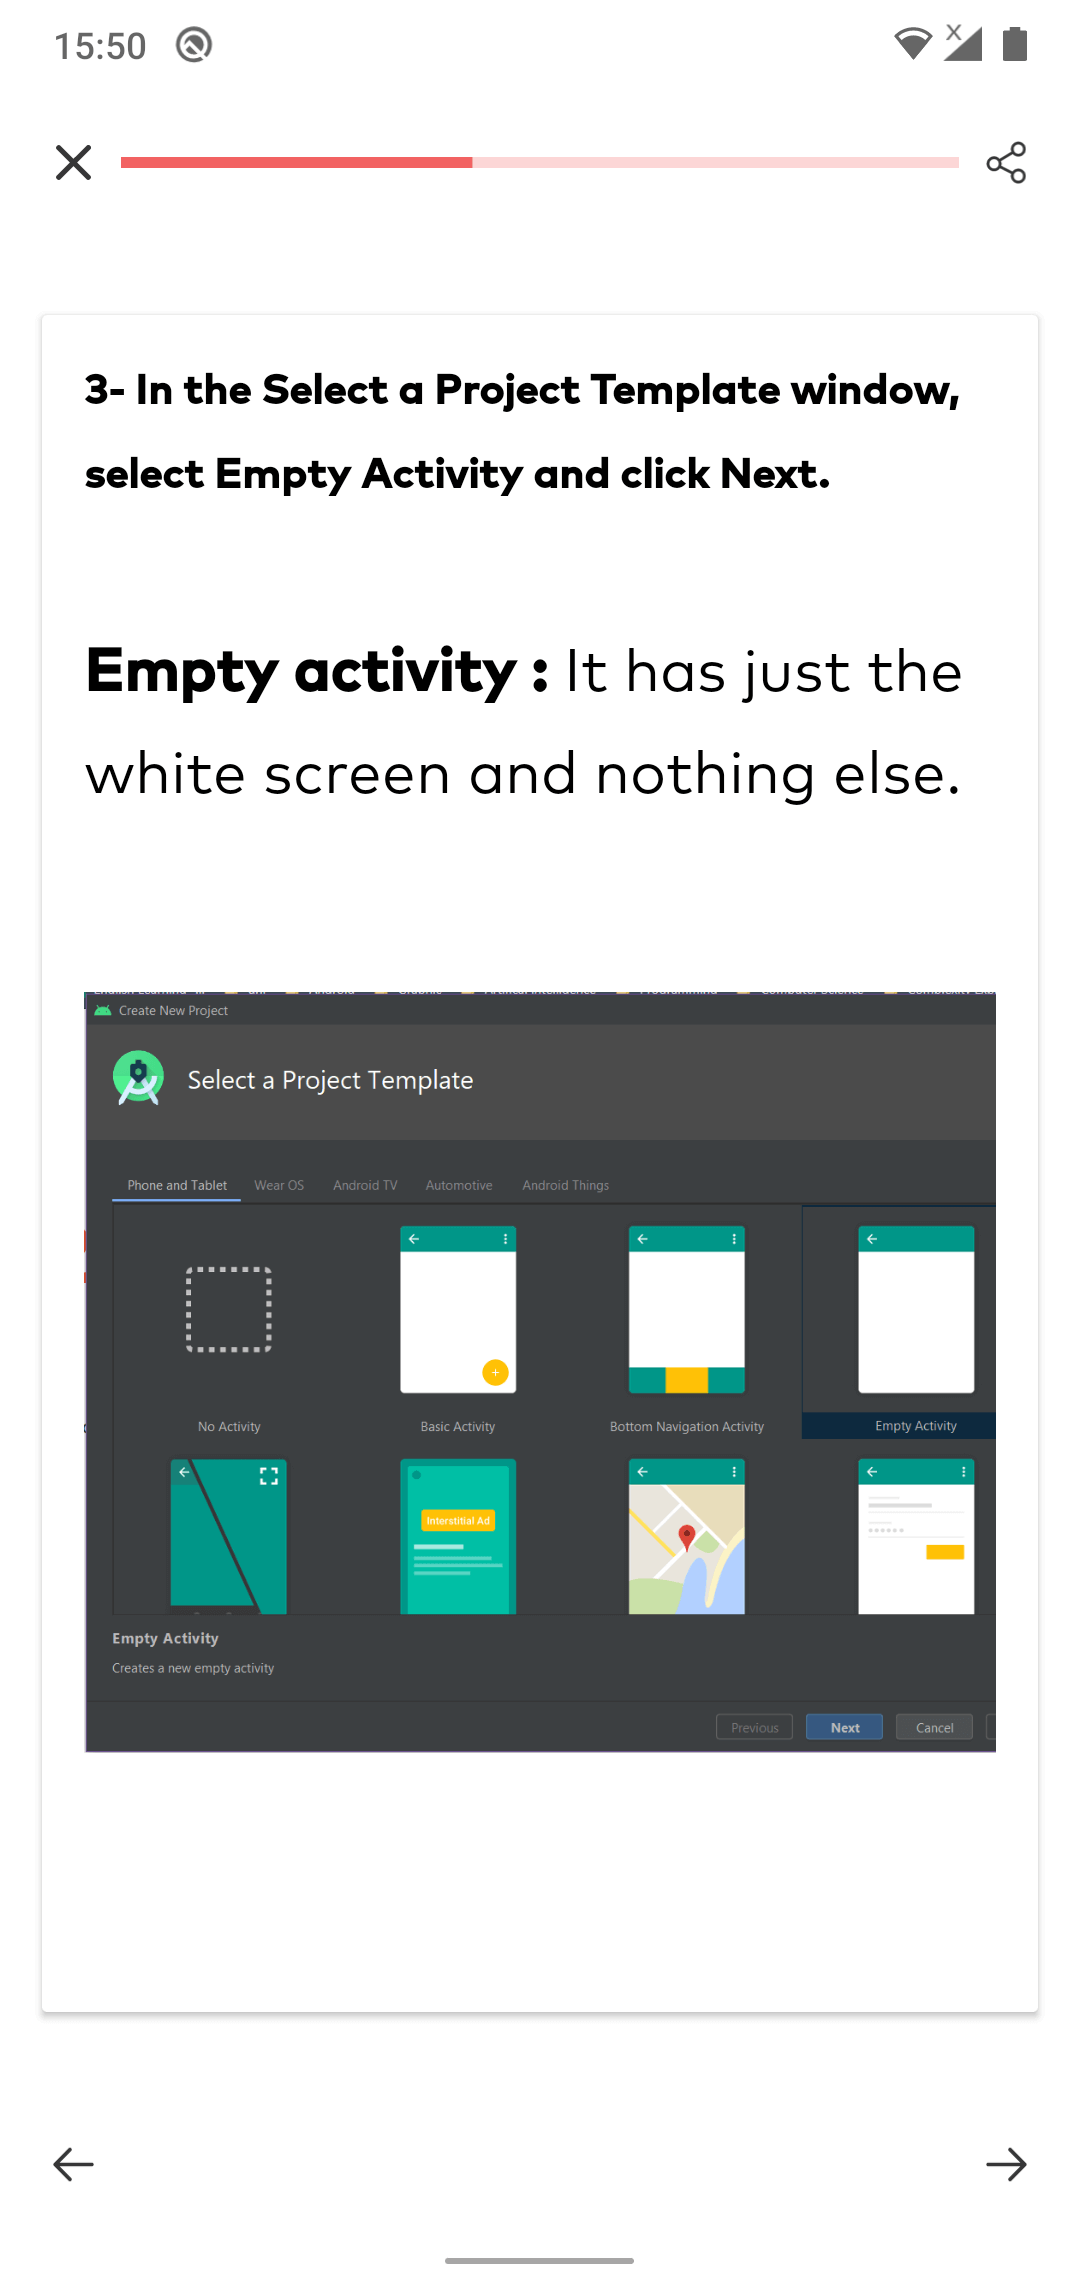 15:50
3- In the Select a Project Template window,
select Empty Activity and click Next.
Empty activity : It has just the
white screen and nothing else.
Create New Project
Select a Project Template
Phone and Tablet Wear OS Android TV Automotive Android Things
No Activity Basic Activity Bottom Navigation Activity Empty Activity
Interstitial Ad
Empty Activity
Creates a new empty activity
Previous Next Cancel